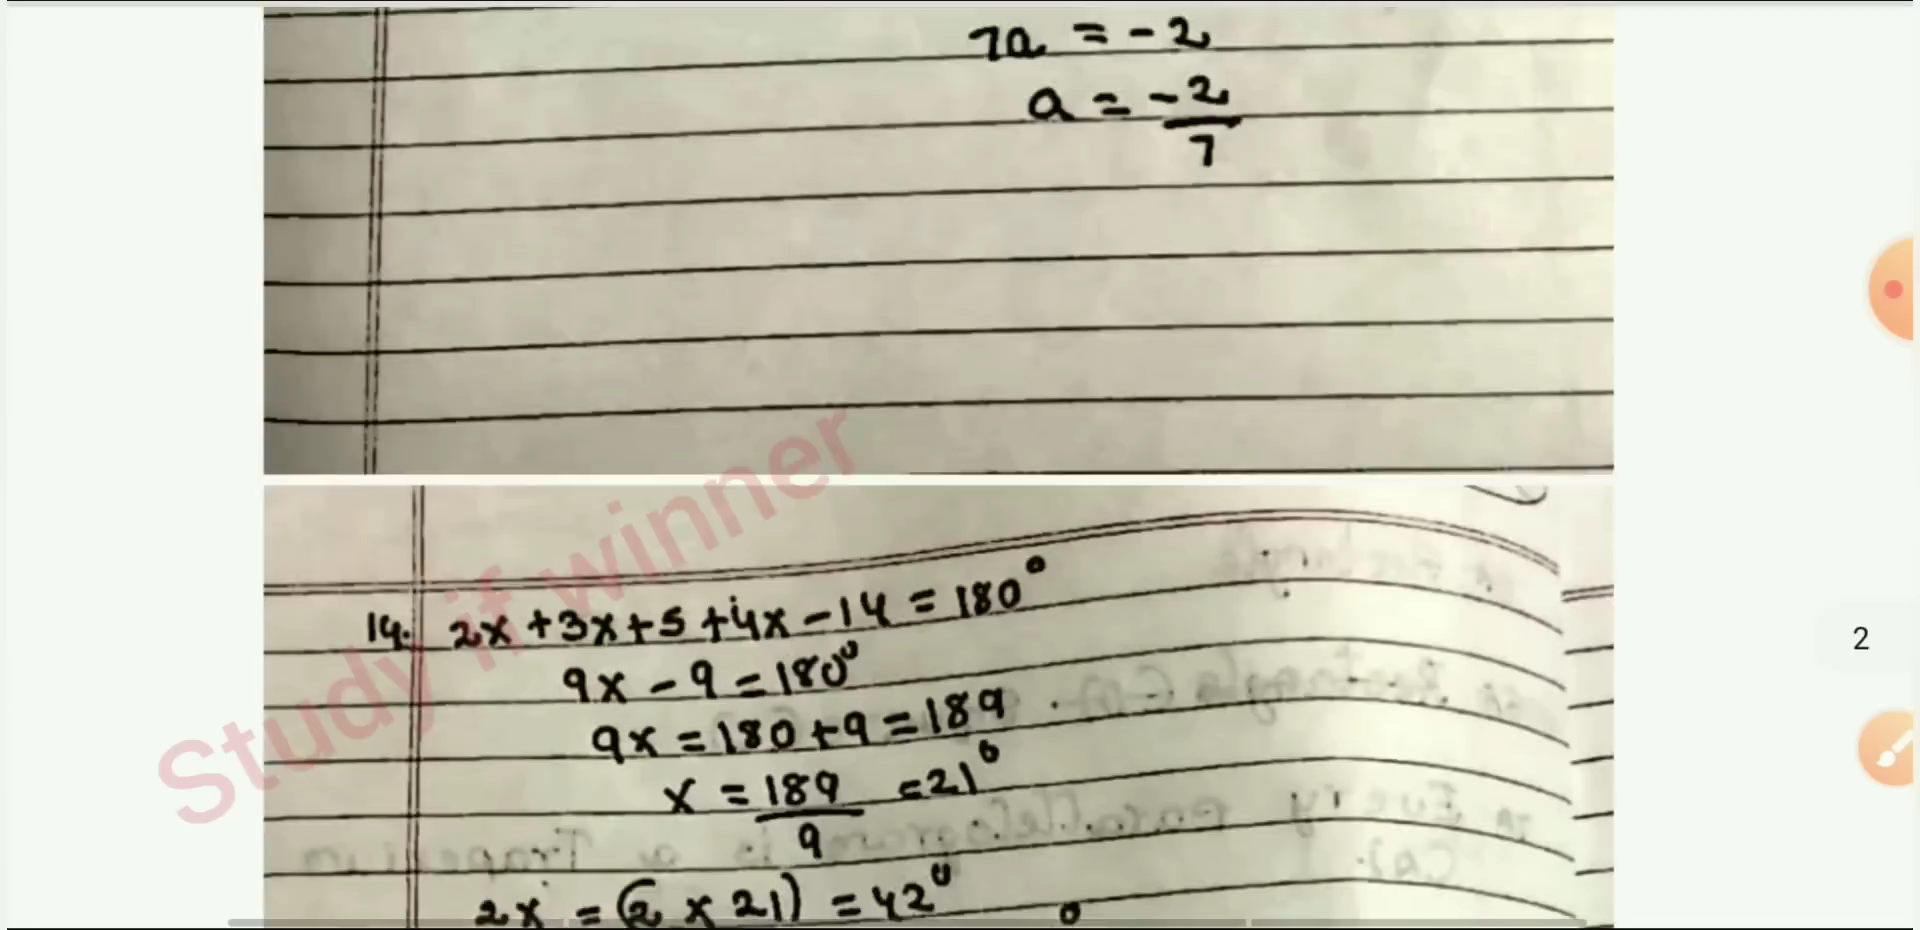 7a = -2
a = -2/7
14. 2x + 3x + 5 + 4x - 14 = 180°
9x - 9 = 180°
9x = 180 + 9 = 189
x = 189/9 = 21°
2x = (2 x 21) = 42°
Study if winner
2